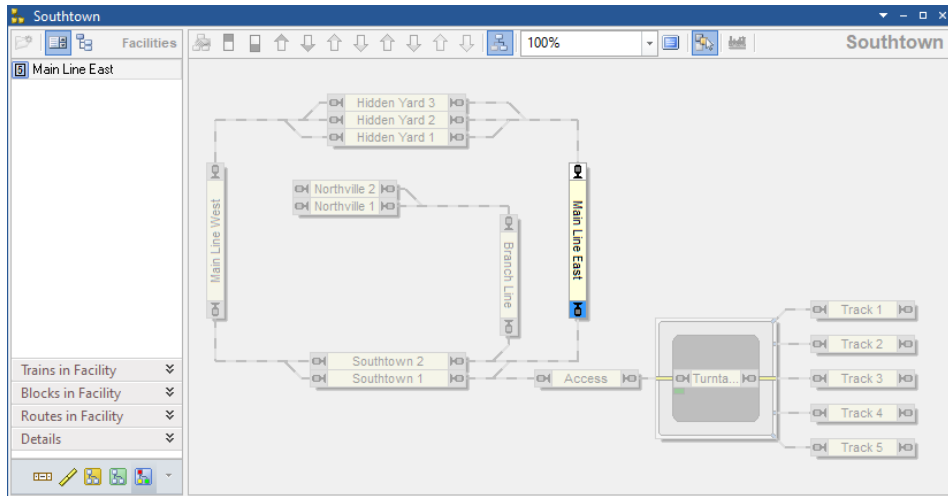 Southtown
Facilities
100%
Southtown
5 Main Line East
Hidden Yard 3
Hidden Yard 2
Hidden Yard 1
Main Line West
Northville 2
Northville 1
Branch Line
Main Line East
Southtown 2
Southtown 1
Access
Turnta...
Track 1
Track 2
Track 3
Track 4
Track 5
Trains in Facility
Blocks in Facility
Routes in Facility
Details